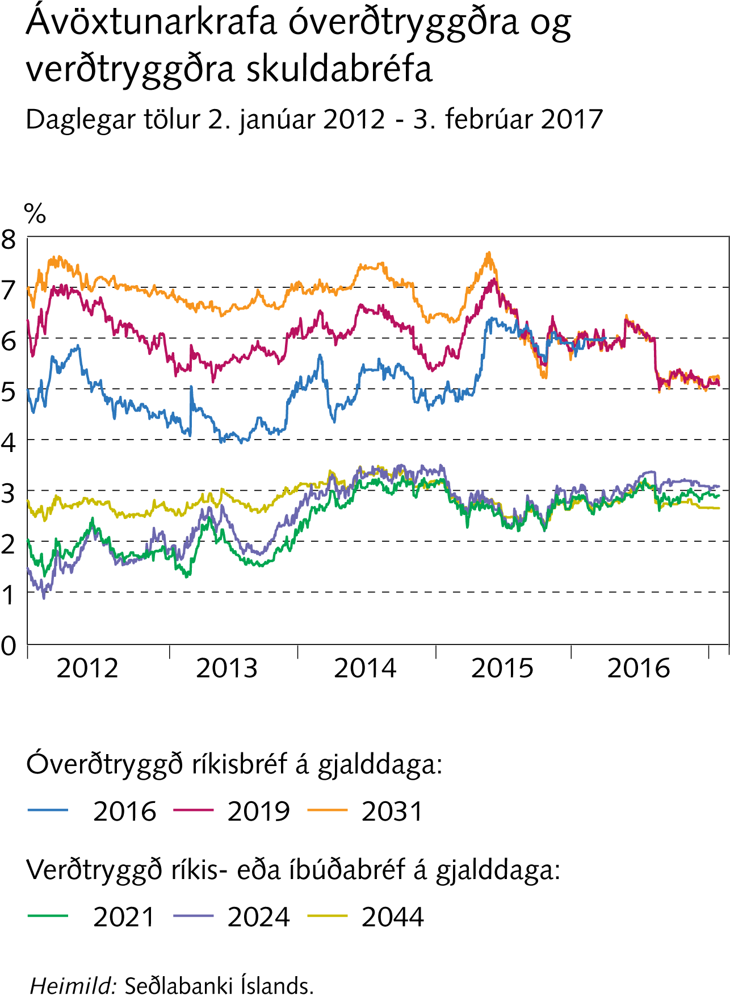 Ávöxtunarkrafa óverðtryggðra og
verðtryggðra skuldabréfa
Daglegar tölur 2. janúar 2012 - 3. febrúar 2017
%
8
7
6
5
4
3
2
1
0
2012 2013 2014 2015 2016
Óverðtryggð ríkisbréf á gjalddaga:
2016 2019 2031
Verðtryggð ríkis- eða íbúðabréf á gjalddaga:
2021 2024 2044
Heimild: Seðlabanki Íslands.